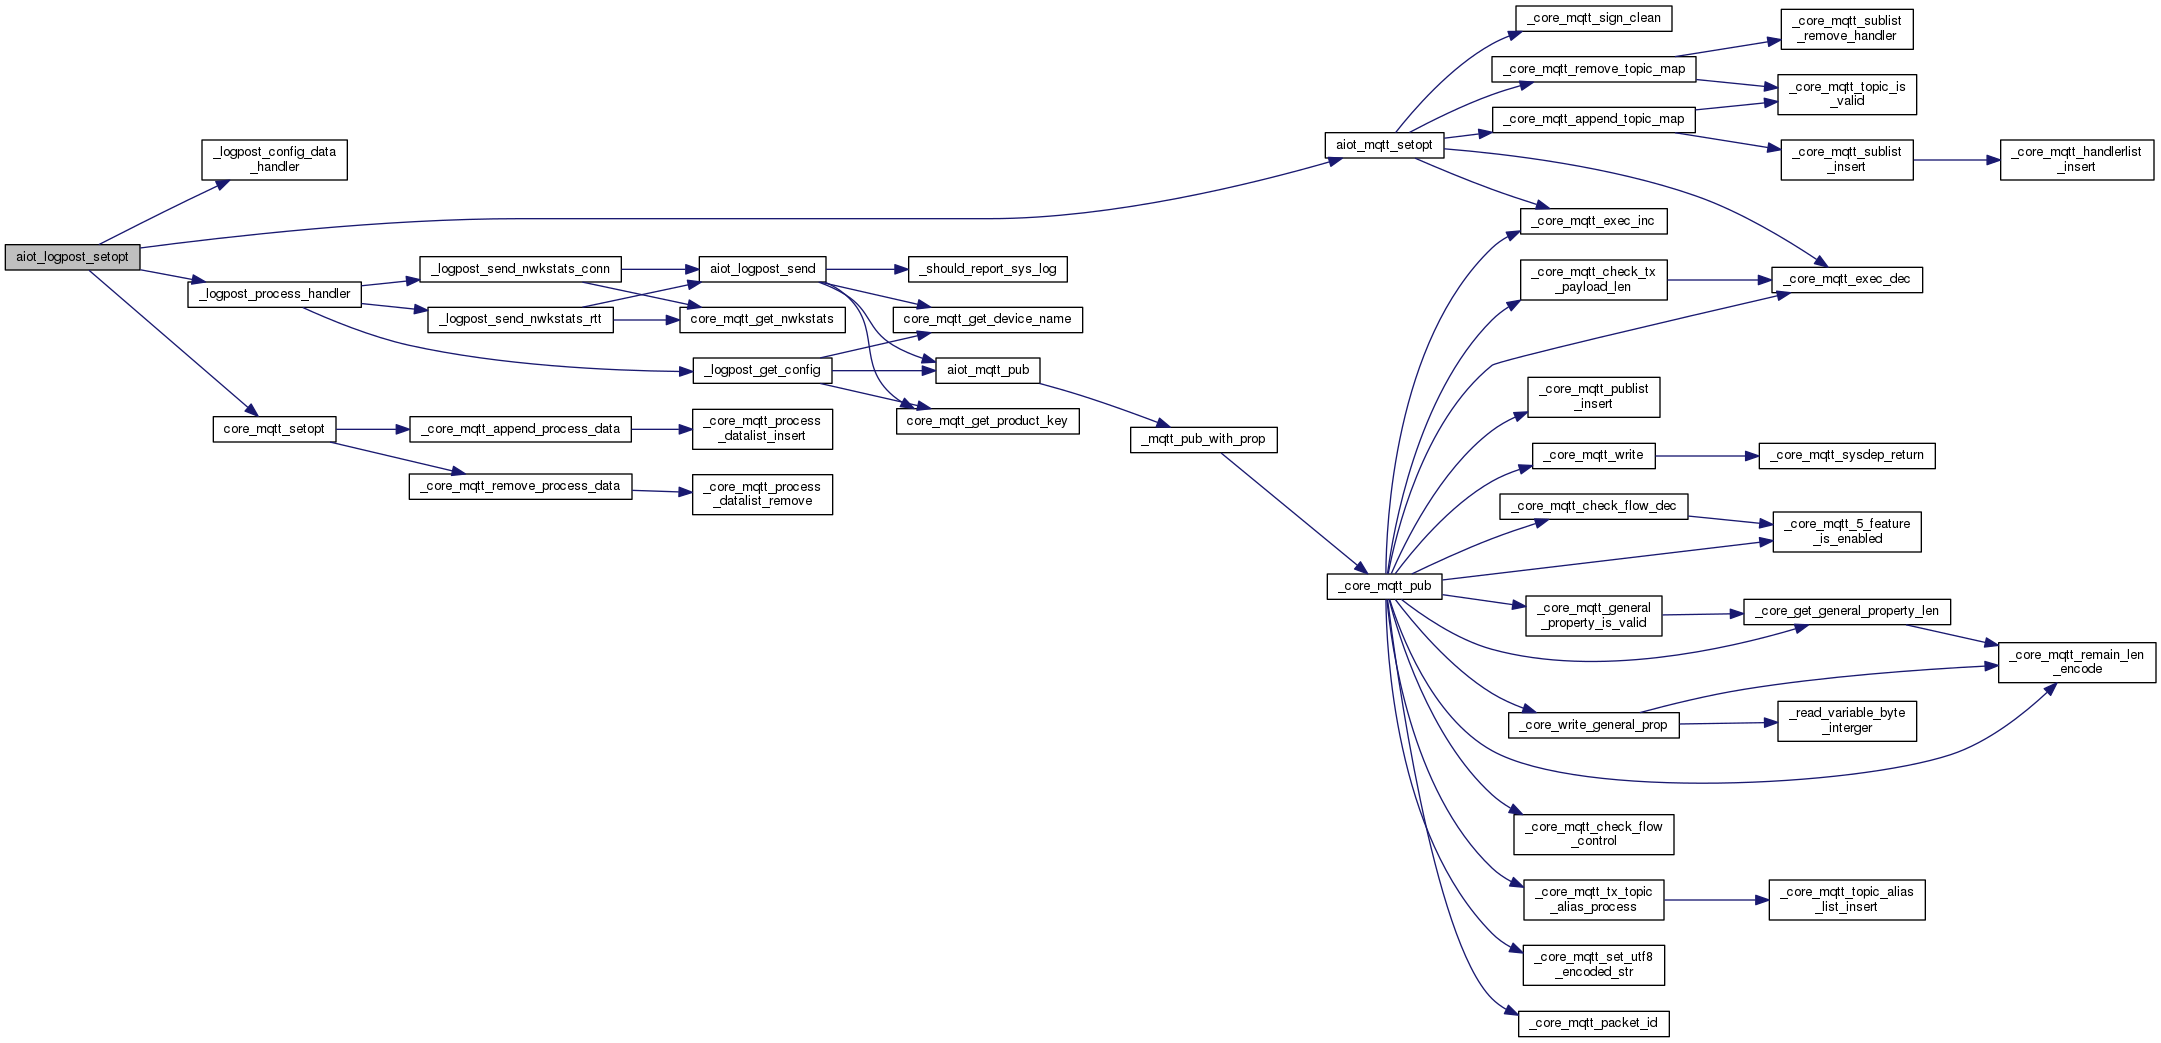 aiot_logpost_setopt
_logpost_config_data
_handler
_logpost_process_handler
core_mqtt_setopt
_logpost_send_nwkstats_conn
_logpost_send_nwkstats_rtt
_core_mqtt_append_process_data
_core_mqtt_remove_process_data
aiot_logpost_send
core_mqtt_get_nwkstats
_logpost_get_config
_core_mqtt_process
_datalist_insert
_core_mqtt_process
_datalist_remove
_should_report_sys_log
core_mqtt_get_device_name
aiot_mqtt_pub
core_mqtt_get_product_key
_mqtt_pub_with_prop
aiot_mqtt_setopt
_core_mqtt_pub
_core_mqtt_sign_clean
_core_mqtt_remove_topic_map
_core_mqtt_append_topic_map
_core_mqtt_exec_inc
_core_mqtt_check_tx
_payload_len
_core_mqtt_publist
_insert
_core_mqtt_write
_core_mqtt_check_flow_dec
_core_mqtt_general
_property_is_valid
_core_write_general_prop
_core_mqtt_check_flow
_control
_core_mqtt_tx_topic
_alias_process
_core_mqtt_set_utf8
_encoded_str
_core_mqtt_packet_id
_core_mqtt_sublist
_remove_handler
_core_mqtt_topic_is
_valid
_core_mqtt_sublist
_insert
_core_mqtt_exec_dec
_core_mqtt_sysdep_return
_core_mqtt_5_feature
_is_enabled
_core_get_general_property_len
_read_variable_byte
_interger
_core_mqtt_topic_alias
_list_insert
_core_mqtt_handlerlist
_insert
_core_mqtt_remain_len
_encode